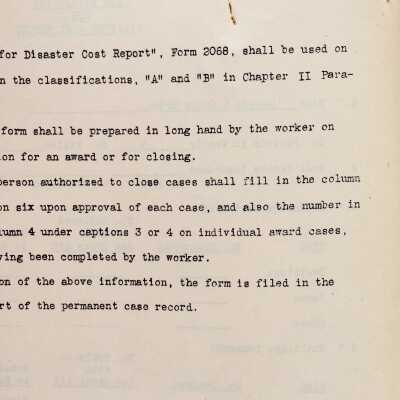 for Disaster Cost Report", Form 2068, shall be used on
n the classifications, "A" and "B" in Chapter II Para-
form shall be prepared in long hand by the worker on
ion for an award or for closing.
person authorized to close cases shall fill in the column
on six upon approval of each case, and also the number in
lumn 4 under captions 3 or 4 on individual award cases,
ving been completed by the worker.
on of the above information, the form is filed in the
rt of the permanent case record.